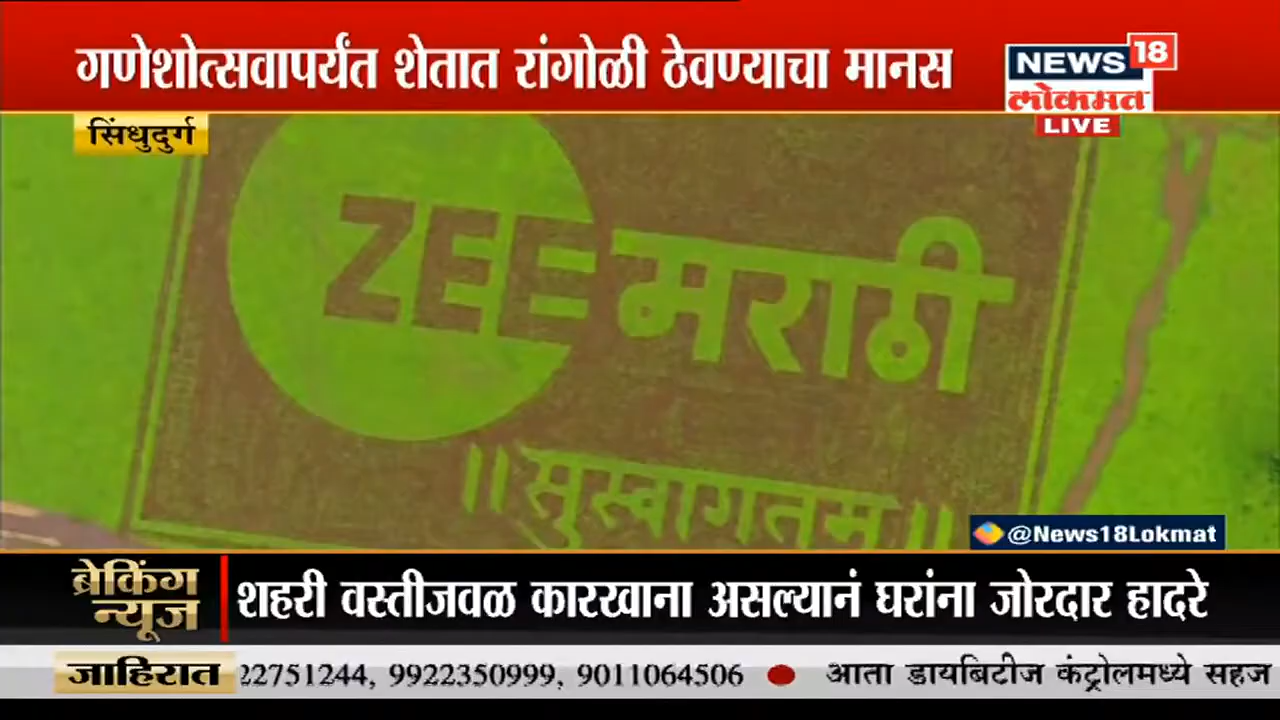 गणेशोत्सवापर्यंत शेतात रांगोळी ठेवण्याचा मानस
NEWS 18
लोकमत
LIVE
सिंधुदुर्ग
ZEE मराठी
॥ सुस्वागतम ॥
@News18Lokmat
ब्रेकिंग न्यूज
शहरी वस्तीजवळ कारखाना असल्यानं घरांना जोरदार हादरे
जाहिरात
22751244, 9922350999, 9011064506 ● आता डायबिटीज कंट्रोलमध्ये सहज